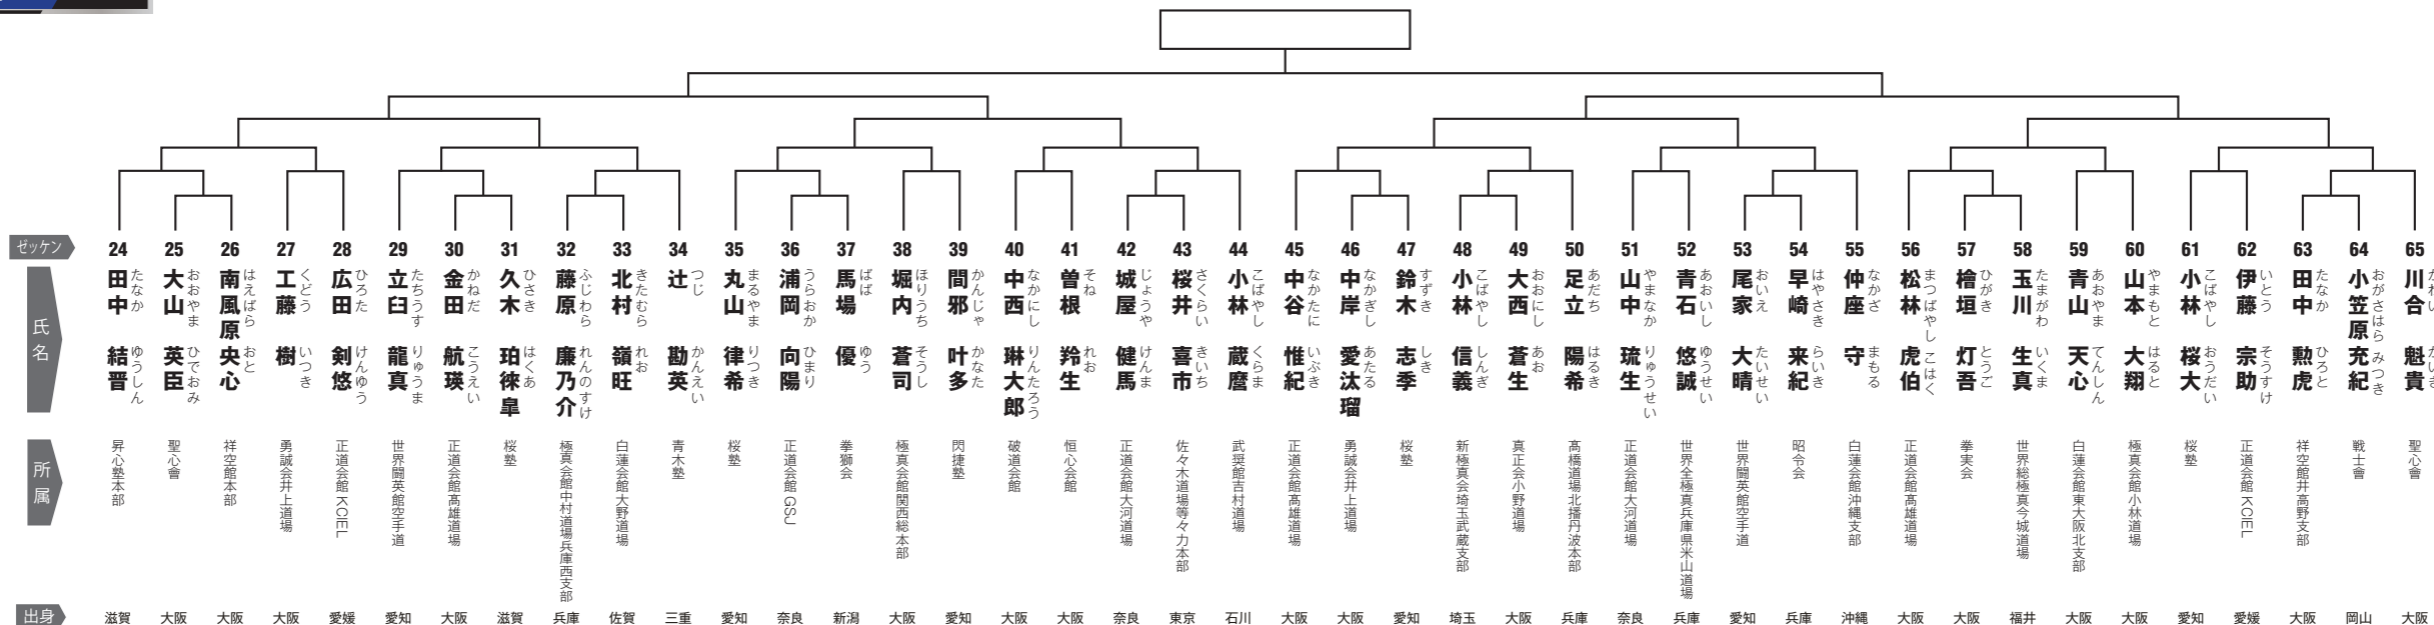 ゼッケン
24 25 26 27 28 29 30 31 32 33 34 35 36 37 38 39 40 41 42 43 44 45 46 47 48 49 50 51 52 53 54 55 56 57 58 59 60 61 62 63 64 65
氏名
田中 結晋 たなか ゆうしん
大山 英臣 おおやま ひでおみ
南風原 央心 はえばら おと
工藤 樹 くどう いつき
広田 剣悠 ひろた けんゆう
立臼 龍真 たちうす りゅうま
金田 航瑛 かねだ こうえい
久木 珀徠皐 ひさき はくあ
藤原 廉乃介 ふじわら れんのすけ
北村 嶺旺 きたむら れお
辻 勘英 つじ かんえい
丸山 律希 まるやま りつき
浦岡 向陽 うらおか ひまり
馬場 優 ばば ゆう
堀内 蒼司 ほりうち そうし
間邪 叶多 かんじゃ かなた
中西 琳大郎 なかにし りんたろう
曽根 羚生 そね れお
城屋 健馬 じょうや けんま
桜井 喜市 さくらい きいち
小林 蔵麿 こばやし くらま
中谷 惟紀 なかたに いぶき
中岸 愛汰瑠 なかぎし あたる
鈴木 志季 すずき しき
小林 信義 こばやし しんぎ
大西 蒼生 おおにし あお
足立 陽希 あだち はるき
山中 琉生 やまなか りゅうせい
青石 悠誠 あおいし ゆうせい
尾家 大晴 おいえ たいせい
早崎 来紀 はやさき らいき
仲座 守 なかざ まもる
松林 虎伯 まつばやし こはく
檜垣 灯吾 ひがき とうご
玉川 生真 たまがわ いくま
青山 天心 あおやま てんしん
山本 大翔 やまもと はると
小林 桜大 こばやし おうだい
伊藤 宗助 いとう そうすけ
田中 勲虎 たなか ひろと
小笠原 充紀 おがさはら みつき
川合 魁貴
所属
昇心塾本部
聖心會
祥空館本部
勇誠会井上道場
正道会館 KCIEL
世界闘英館空手道
正道会館高雄道場
桜塾
極真会館中村道場兵庫西支部
白蓮会館大野道場
青木塾
桜塾
正道会館 GSJ
拳獅会
極真会館関西総本部
閃捷塾
破道会館
恒心会館
正道会館大河道場
佐々木道場等々力本部
武奨館吉村道場
正道会館高雄道場
勇誠会井上道場
桜塾
新極真会埼玉武蔵支部
真正会小野道場
高橋道場北播丹波本部
正道会館大河道場
世界全極真兵庫県米山道場
世界闘英館空手道
昭令会
白蓮会館沖縄支部
正道会館高雄道場
拳実会
世界総極真今城道場
白蓮会館東大阪北支部
極真会館小林道場
桜塾
正道会館 KCIEL
祥空館井高野支部
戦士會
聖心會
出身
滋賀 大阪 大阪 大阪 愛媛 愛知 大阪 滋賀 兵庫 佐賀 三重 愛知 奈良 新潟 大阪 愛知 大阪 大阪 奈良 東京 石川 大阪 大阪 愛知 埼玉 大阪 兵庫 奈良 兵庫 愛知 兵庫 沖縄 大阪 大阪 福井 大阪 大阪 愛知 愛媛 大阪 岡山 大阪